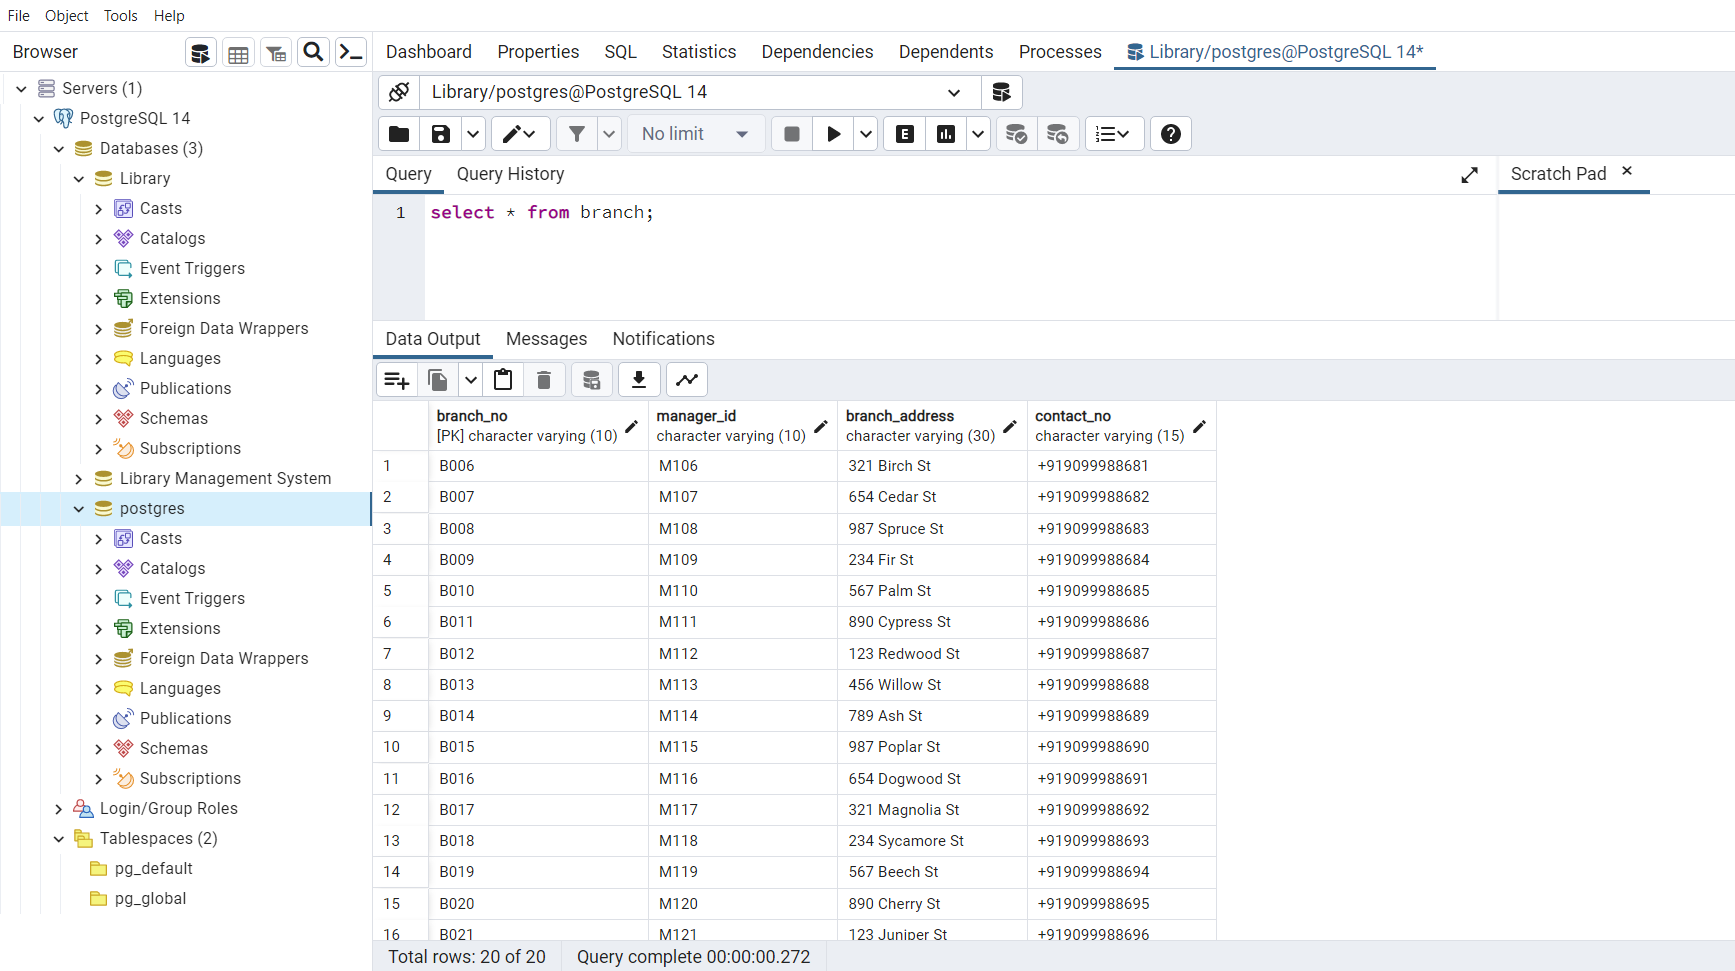 File Object Tools Help
Browser
Servers (1)
PostgreSQL 14
Databases (3)
Library
Casts
Catalogs
Event Triggers
Extensions
Foreign Data Wrappers
Languages
Publications
Schemas
Subscriptions
Library Management System
postgres
Casts
Catalogs
Event Triggers
Extensions
Foreign Data Wrappers
Languages
Publications
Schemas
Subscriptions
Login/Group Roles
Tablespaces (2)
pg_default
pg_global
Dashboard Properties SQL Statistics Dependencies Dependents Processes Library/postgres@PostgreSQL 14*
Library/postgres@PostgreSQL 14
No limit E
Query Query History Scratch Pad
1 select * from branch;
Data Output Messages Notifications
branch_no manager_id branch_address contact_no
[PK] character varying (10) character varying (10) character varying (30) character varying (15)
1 B006 M106 321 Birch St +919099988681
2 B007 M107 654 Cedar St +919099988682
3 B008 M108 987 Spruce St +919099988683
4 B009 M109 234 Fir St +919099988684
5 B010 M110 567 Palm St +919099988685
6 B011 M111 890 Cypress St +919099988686
7 B012 M112 123 Redwood St +919099988687
8 B013 M113 456 Willow St +919099988688
9 B014 M114 789 Ash St +919099988689
10 B015 M115 987 Poplar St +919099988690
11 B016 M116 654 Dogwood St +919099988691
12 B017 M117 321 Magnolia St +919099988692
13 B018 M118 234 Sycamore St +919099988693
14 B019 M119 567 Beech St +919099988694
15 B020 M120 890 Cherry St +919099988695
16 B021 M121 123 Juniper St +919099988696
Total rows: 20 of 20 Query complete 00:00:00.272